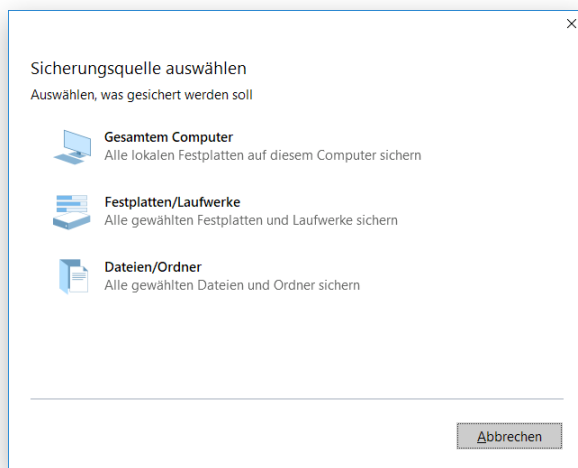 Sicherungsquelle auswählen
Auswählen, was gesichert werden soll
Gesamtem Computer
Alle lokalen Festplatten auf diesem Computer sichern
Festplatten/Laufwerke
Alle gewählten Festplatten und Laufwerke sichern
Dateien/Ordner
Alle gewählten Dateien und Ordner sichern
Abbrechen